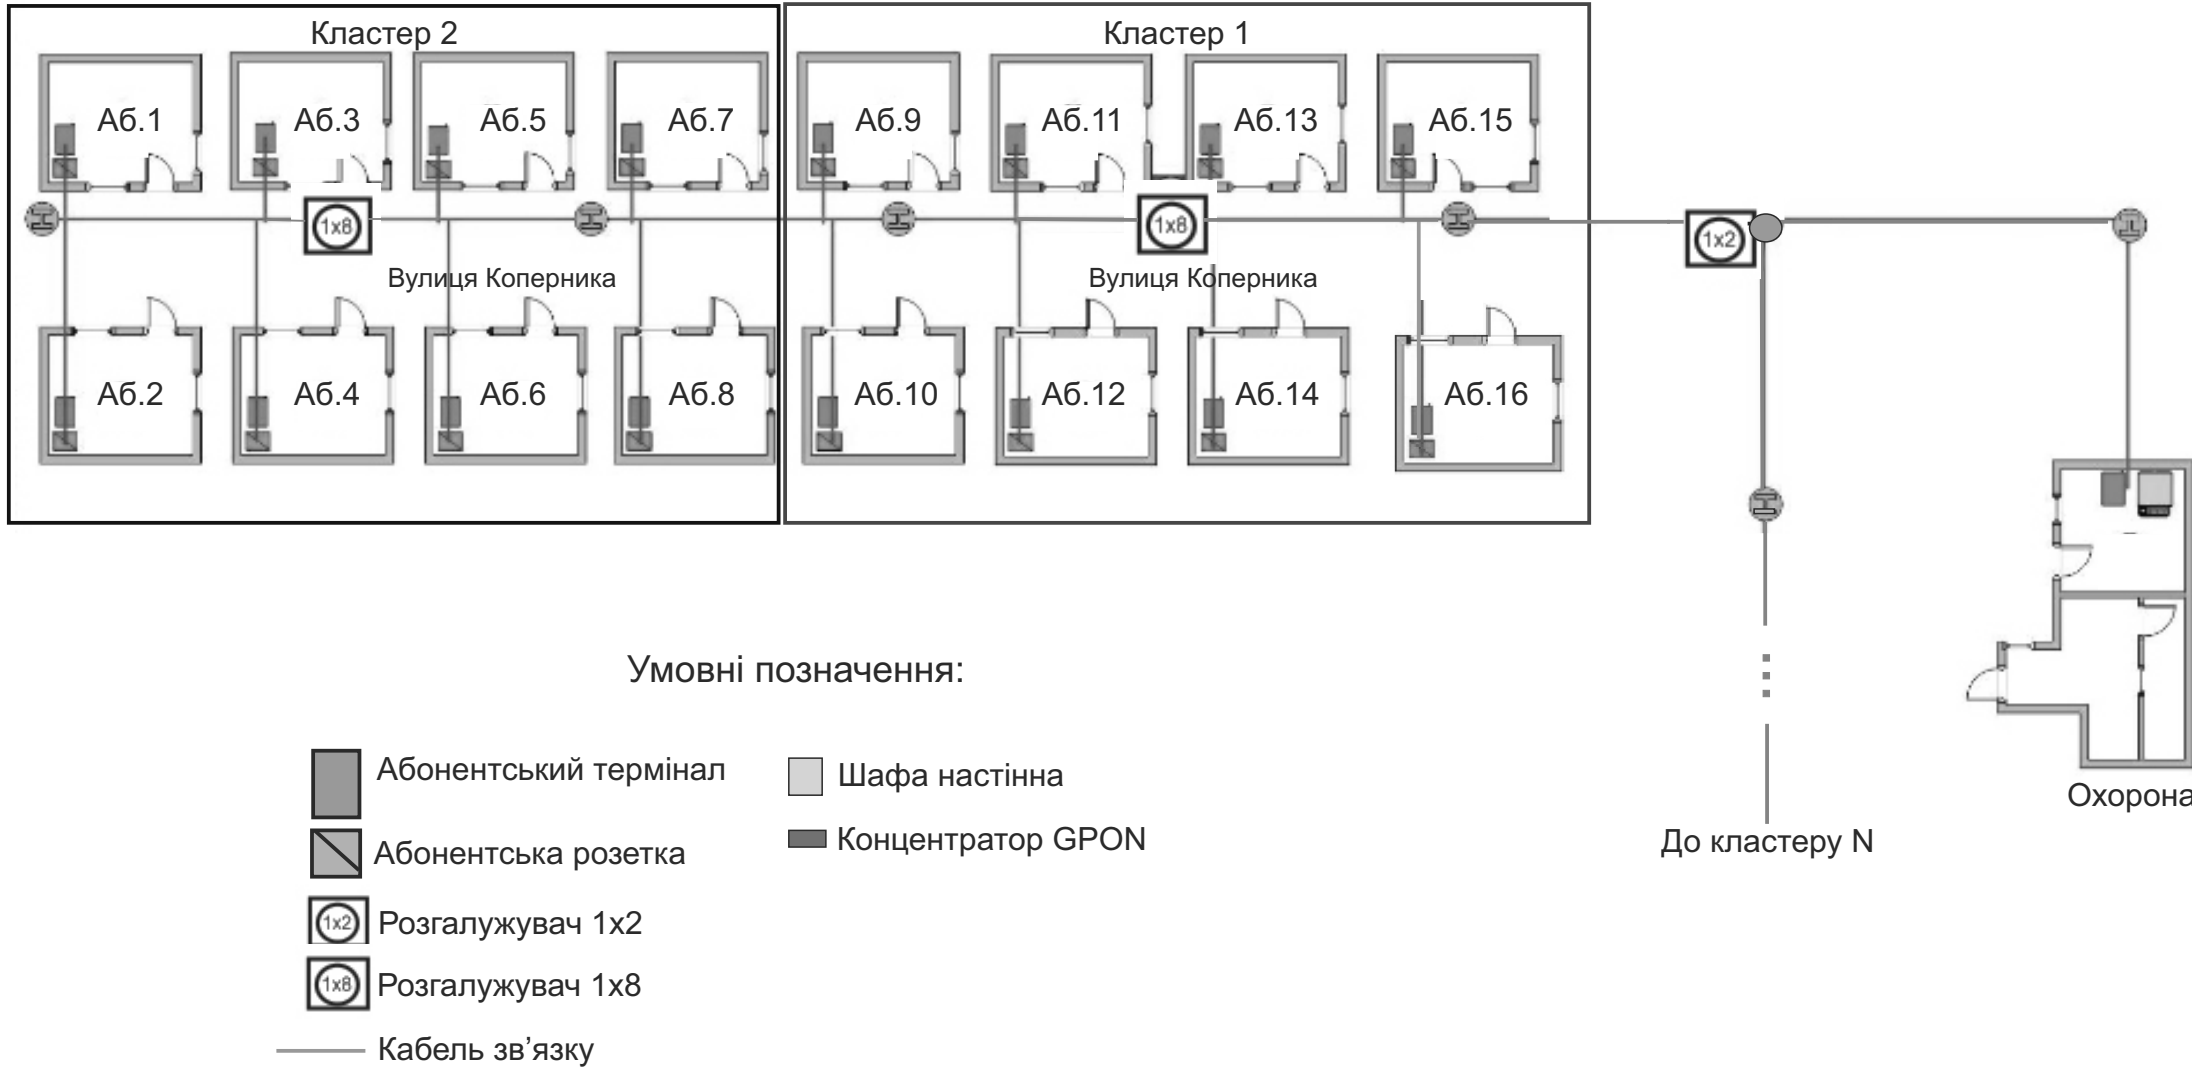 Кластер 2
Кластер 1
Аб.1
Аб.3
Аб.5
Аб.7
Аб.9
Аб.11
Аб.13
Аб.15
1x8
1x8
1x2
Вулиця Коперника
Вулиця Коперника
Аб.2
Аб.4
Аб.6
Аб.8
Аб.10
Аб.12
Аб.14
Аб.16
Умовні позначення:
Абонентський термінал
Шафа настінна
Охорона
Абонентська розетка
Концентратор GPON
До кластеру N
1x2 Розгалужувач 1x2
1x8 Розгалужувач 1x8
Кабель зв’язку